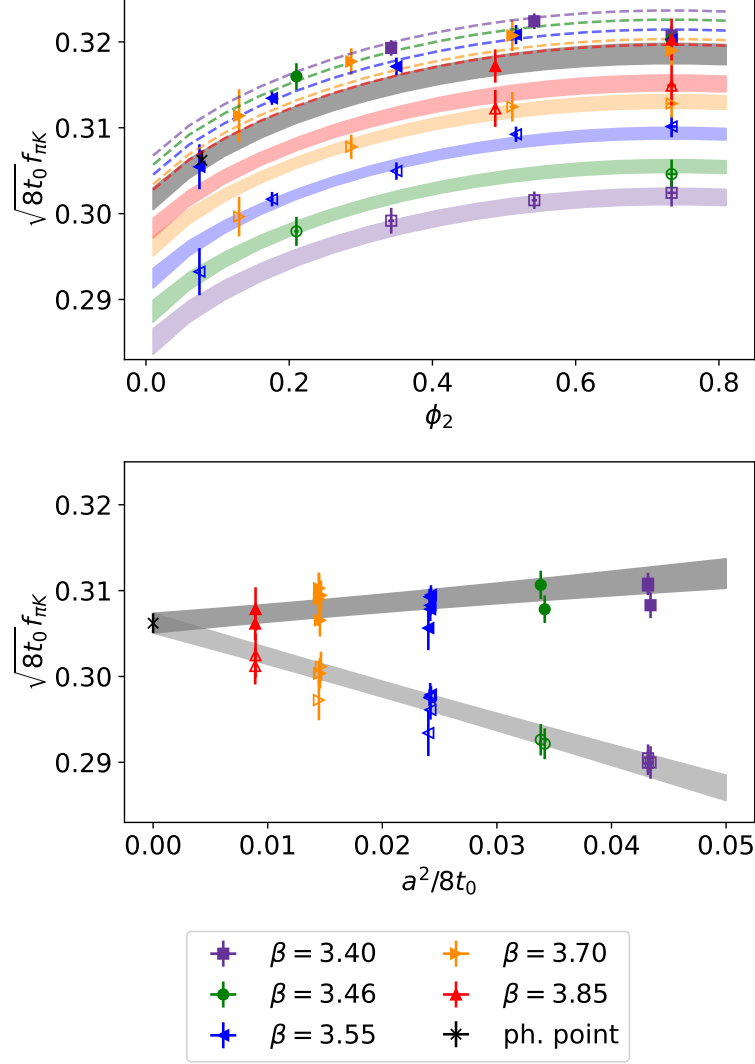 0.32
0.31
0.30
0.29
√8t₀ f_πK
0.0 0.2 0.4 0.6 0.8
ϕ₂
0.32
0.31
0.30
0.29
√8t₀ f_πK
0.00 0.01 0.02 0.03 0.04 0.05
a²/8t₀
β = 3.40 β = 3.70
β = 3.46 β = 3.85
β = 3.55 ph. point